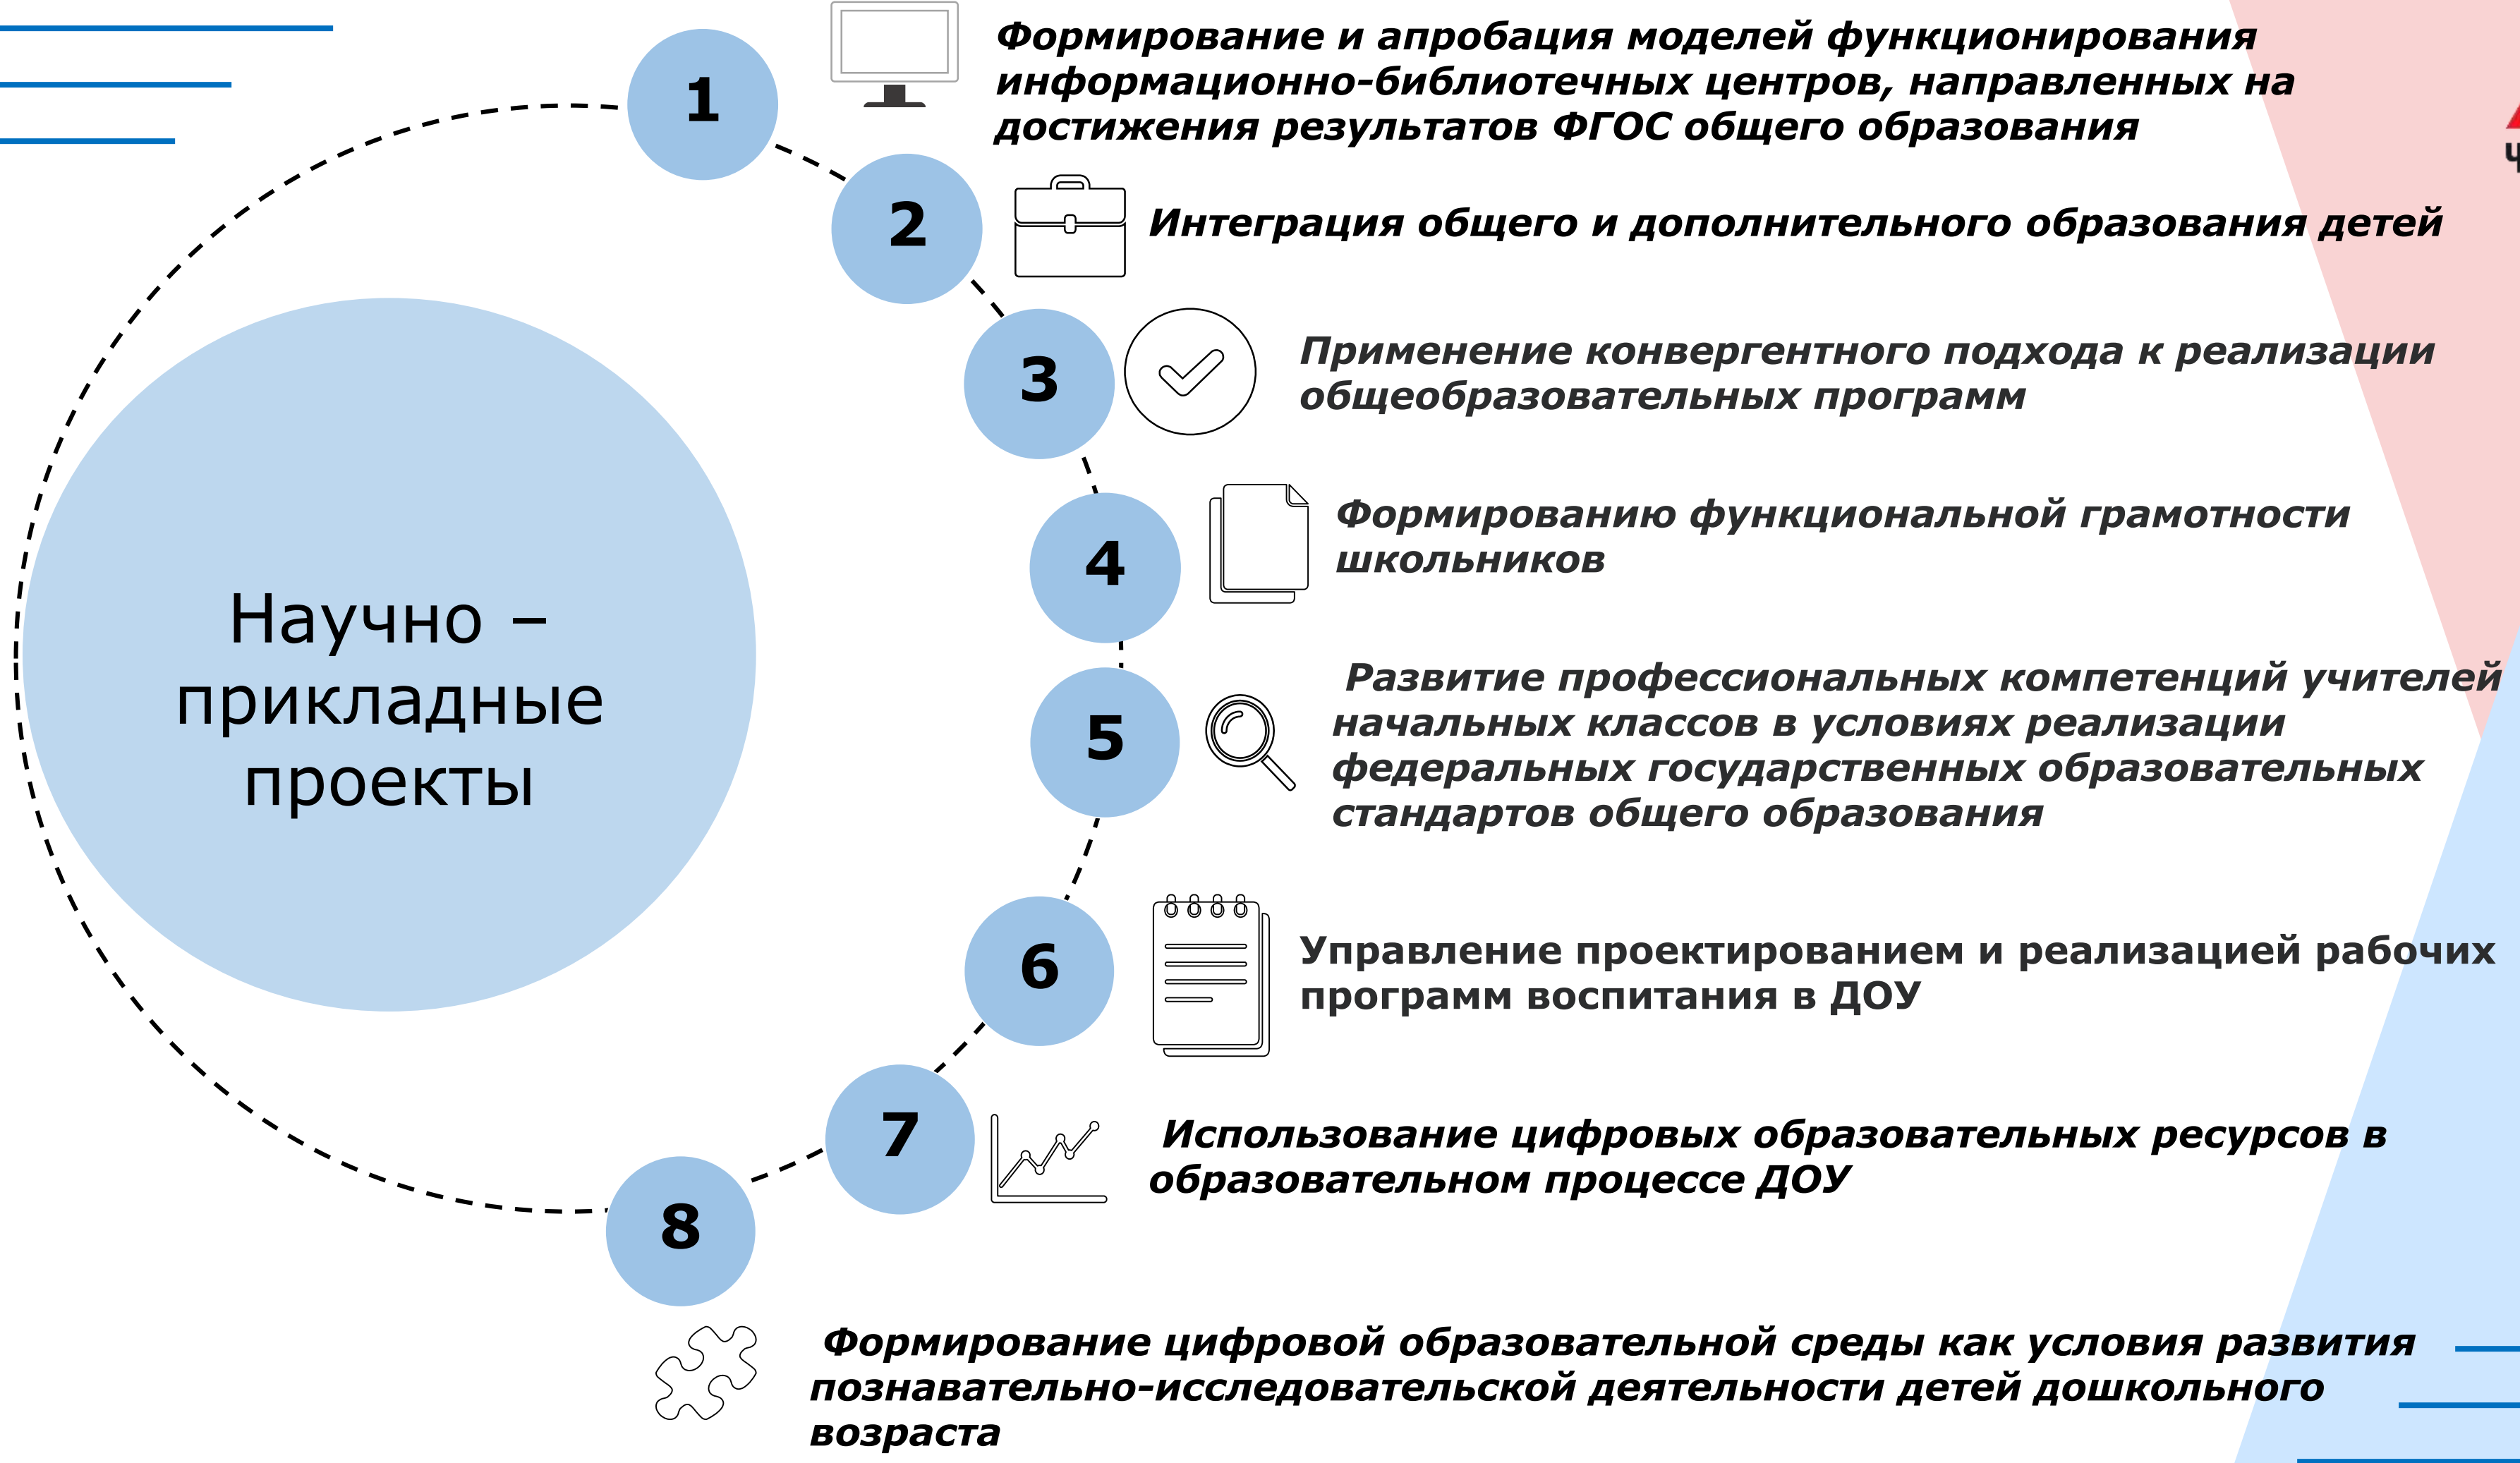 1
Формирование и апробация моделей функционирования
информационно-библиотечных центров, направленных на
достижения результатов ФГОС общего образования
2
Интеграция общего и дополнительного образования детей
3
Применение конвергентного подхода к реализации
общеобразовательных программ
4
Формированию функциональной грамотности
школьников
Научно –
прикладные
проекты
5
Развитие профессиональных компетенций учителей
начальных классов в условиях реализации
федеральных государственных образовательных
стандартов общего образования
6
Управление проектированием и реализацией рабочих
программ воспитания в ДОУ
7
Использование цифровых образовательных ресурсов в
образовательном процессе ДОУ
8
Формирование цифровой образовательной среды как условия развития
познавательно-исследовательской деятельности детей дошкольного
возраста